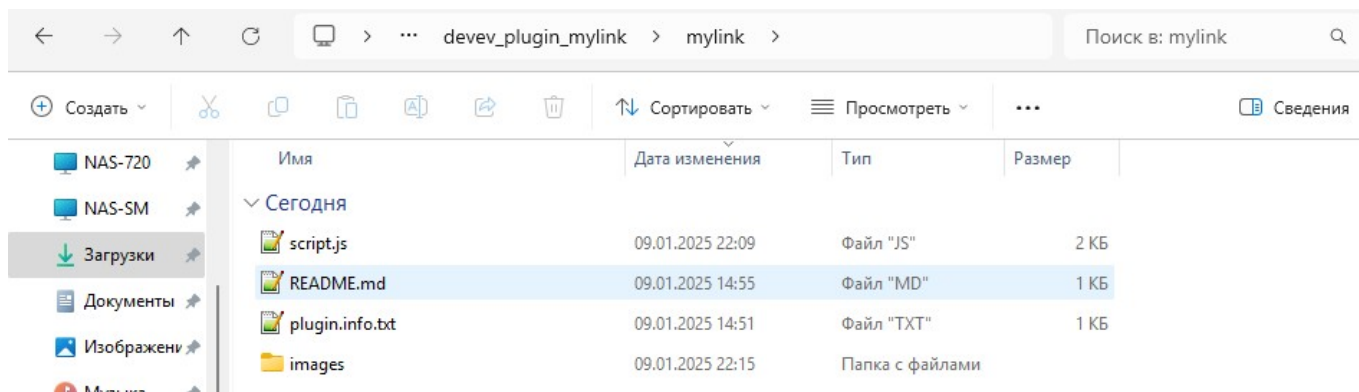 devev_plugin_mylink > mylink >
Поиск в: mylink
Создать
Сортировать
Просмотреть
Сведения
NAS-720
NAS-SM
Загрузки
Документы
Изображени
Музыка
Имя
Дата изменения
Тип
Размер
Сегодня
script.js 09.01.2025 22:09 Файл "JS" 2 КБ
README.md 09.01.2025 14:55 Файл "MD" 1 КБ
plugin.info.txt 09.01.2025 14:51 Файл "TXT" 1 КБ
images 09.01.2025 22:15 Папка с файлами